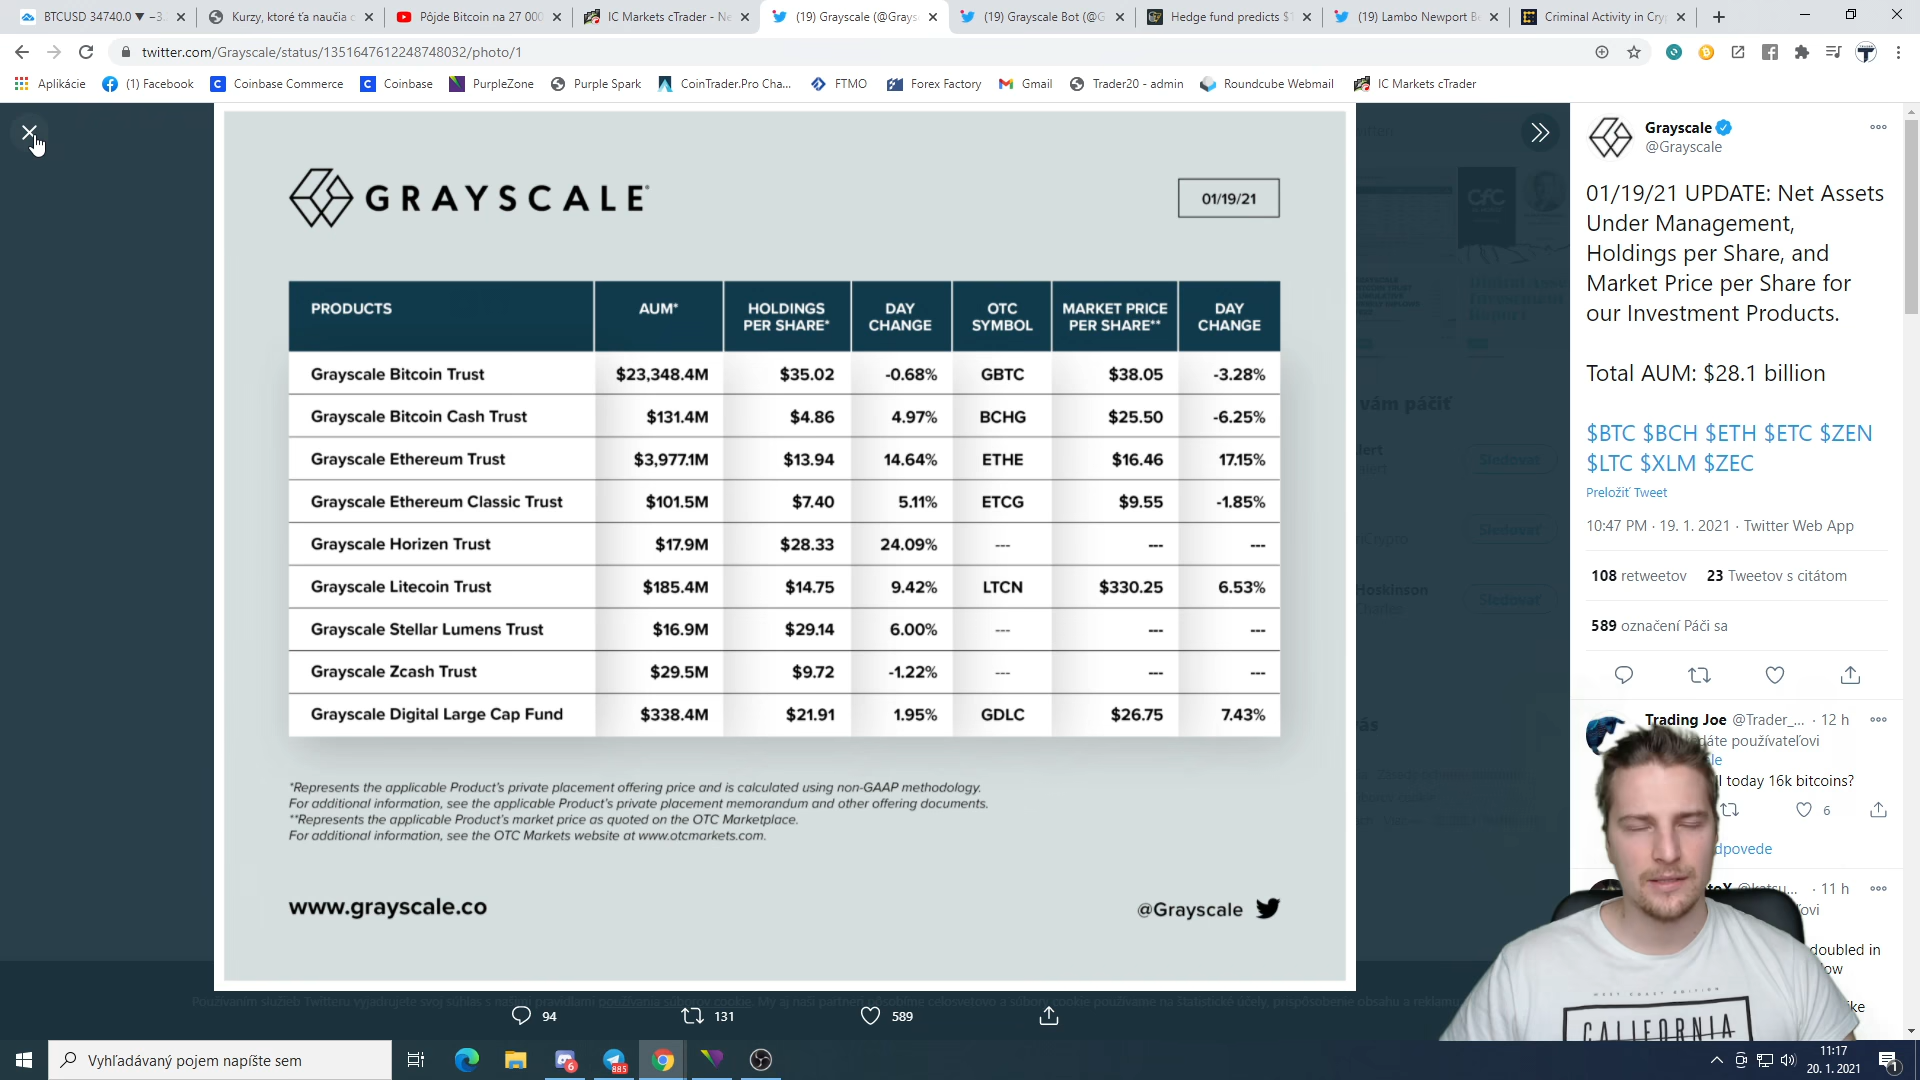 BTCUSD 34740.0 ▼ −3.
Kurzy, ktoré ťa naučia
Pôjde Bitcoin na 27 000
IC Markets cTrader - Ne
(19) Grayscale (@Grays
(19) Grayscale Bot (@G
Hedge fund predicts $1
(19) Lambo Newport Be
Criminal Activity in Cry
twitter.com/Grayscale/status/1351647612248748032/photo/1
Aplikácie
(1) Facebook
Coinbase Commerce
Coinbase
PurpleZone
Purple Spark
CoinTrader.Pro Cha...
FTMO
Forex Factory
Gmail
Trader20 - admin
Roundcube Webmail
IC Markets cTrader
GRAYSCALE
01/19/21
PRODUCTS AUM* HOLDINGS PER SHARE* DAY CHANGE OTC SYMBOL MARKET PRICE PER SHARE** DAY CHANGE
Grayscale Bitcoin Trust $23,348.4M $35.02 -0.68% GBTC $38.05 -3.28%
Grayscale Bitcoin Cash Trust $131.4M $4.86 4.97% BCHG $25.50 -6.25%
Grayscale Ethereum Trust $3,977.1M $13.94 14.64% ETHE $16.46 17.15%
Grayscale Ethereum Classic Trust $101.5M $7.40 5.11% ETCG $9.55 -1.85%
Grayscale Horizen Trust $17.9M $28.33 24.09% --- --- ---
Grayscale Litecoin Trust $185.4M $14.75 9.42% LTCN $330.25 6.53%
Grayscale Stellar Lumens Trust $16.9M $29.14 6.00% --- --- ---
Grayscale Zcash Trust $29.5M $9.72 -1.22% --- --- ---
Grayscale Digital Large Cap Fund $338.4M $21.91 1.95% GDLC $26.75 7.43%
*Represents the applicable Product's private placement offering price and is calculated using non-GAAP methodology.
For additional information, see the applicable Product's private placement memorandum and other offering documents.
**Represents the applicable Product's market price as quoted on the OTC Marketplace.
For additional information, see the OTC Markets website at www.otcmarkets.com.
www.grayscale.co
@Grayscale
94
131
589
vám páčiť
Sledovať
Sledovať
Hoskinson
Charles
Sledovať
Grayscale
@Grayscale
01/19/21 UPDATE: Net Assets
Under Management,
Holdings per Share, and
Market Price per Share for
our Investment Products.
Total AUM: $28.1 billion
$BTC $BCH $ETH $ETC $ZEN
$LTC $XLM $ZEC
Preložiť Tweet
10:47 PM · 19. 1. 2021 · Twitter Web App
108 retweetov 23 Tweetov s citátom
589 označení Páči sa
Trading Joe @Trader_... · 12 h
používateľovi
today 16k bitcoins?
6
· 11 h
doubled in
CALIFORNIA
Vyhľadávaný pojem napíšte sem
6
885
11:17
20. 1. 2021
1